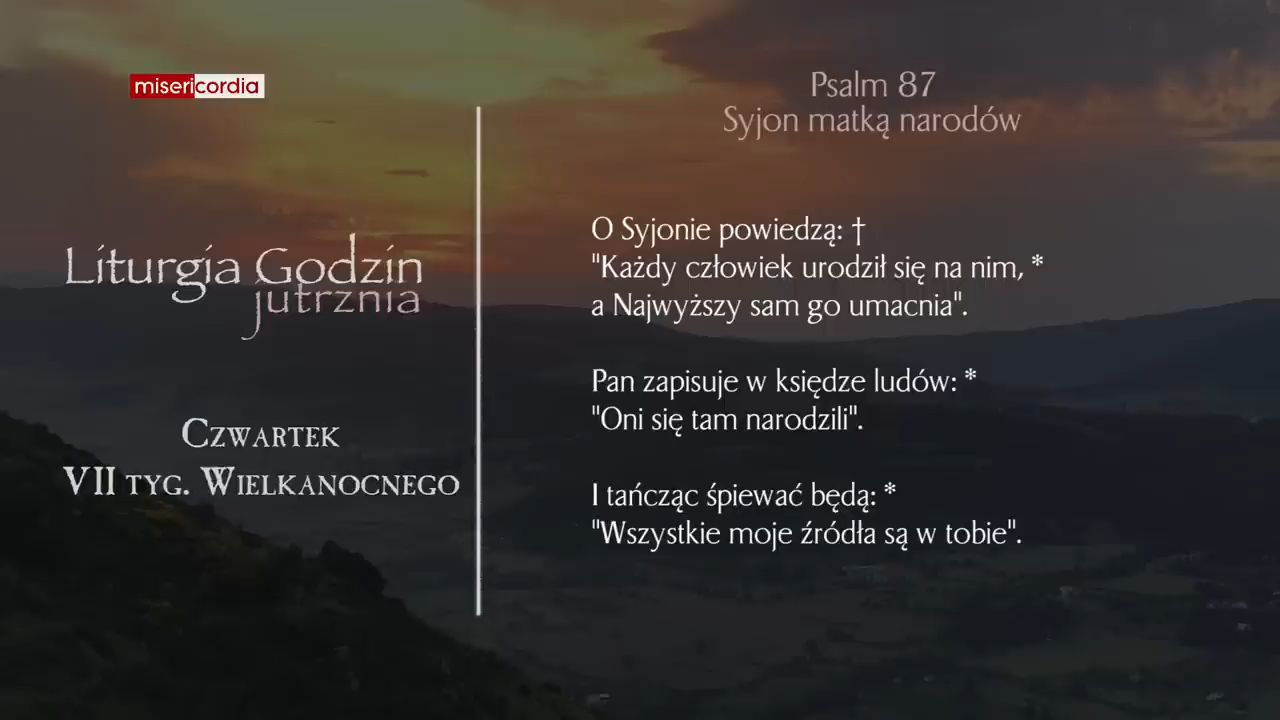 misericordia
Liturgia Godzin
jutrznia
Czwartek
VII tyg. Wielkanocnego
Psalm 87
Syjon matką narodów
O Syjonie powiedzą: †
"Każdy człowiek urodził się na nim, *
a Najwyższy sam go umacnia".
Pan zapisuje w księdze ludów: *
"Oni się tam narodzili".
I tańcząc śpiewać będą: *
"Wszystkie moje źródła są w tobie".